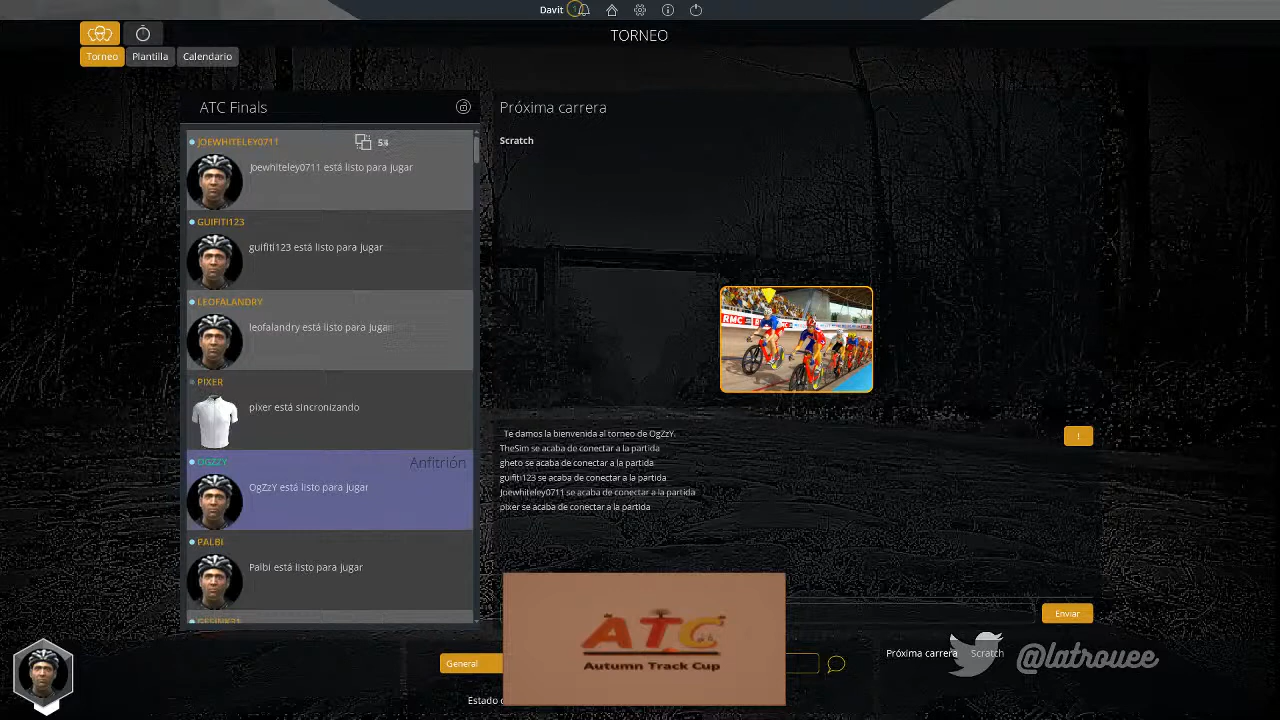 Davit
TORNEO
Torneo
Plantilla
Calendario
ATC Finals
Próxima carrera
Scratch
JOEWHITELEY0711
Joewhiteley0711 está listo para jugar
GUIFITI123
guifiti123 está listo para jugar
LEOFALANDRY
leofalandry está listo para jugar
PIXER
pixer está sincronizando
OGZZY
Anfitrión
OgZzY está listo para jugar
PALBI
Palbi está listo para jugar
RMC
Te damos la bienvenida al torneo de OgZzY.
!
TheSim se acaba de conectar a la partida
gheto se acaba de conectar a la partida
guifiti123 se acaba de conectar a la partida
Joewhiteley0711 se acaba de conectar a la partida
pixer se acaba de conectar a la partida
Enviar
ATC
Autumn Track Cup
General
Próxima carrera
Scratch
@latrouee
Estado